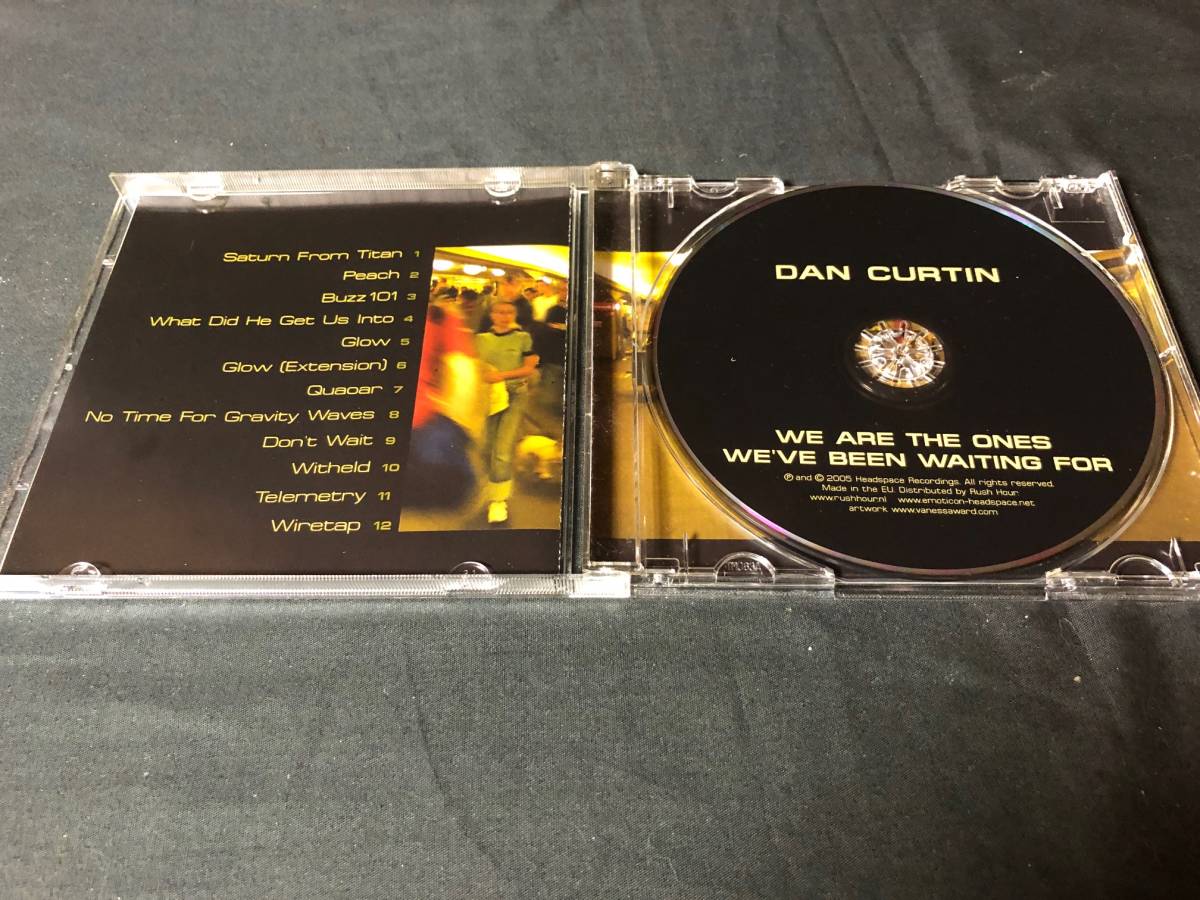 Saturn From Titan 1
Peach 2
Buzz 101 3
What Did He Get Us Into 4
Glow 5
Glow (Extension) 6
Quaoar 7
No Time For Gravity Waves 8
Don't Wait 9
Witheld 10
Telemetry 11
Wiretap 12
DAN CURTIN
WE ARE THE ONES
WE'VE BEEN WAITING FOR
℗ and © 2005 Headspace Recordings. All rights reserved.
Made in the EU. Distributed by Rush Hour
www.rushhour.nl www.emoticon-headspace.net
artwork www.vanessaward.com